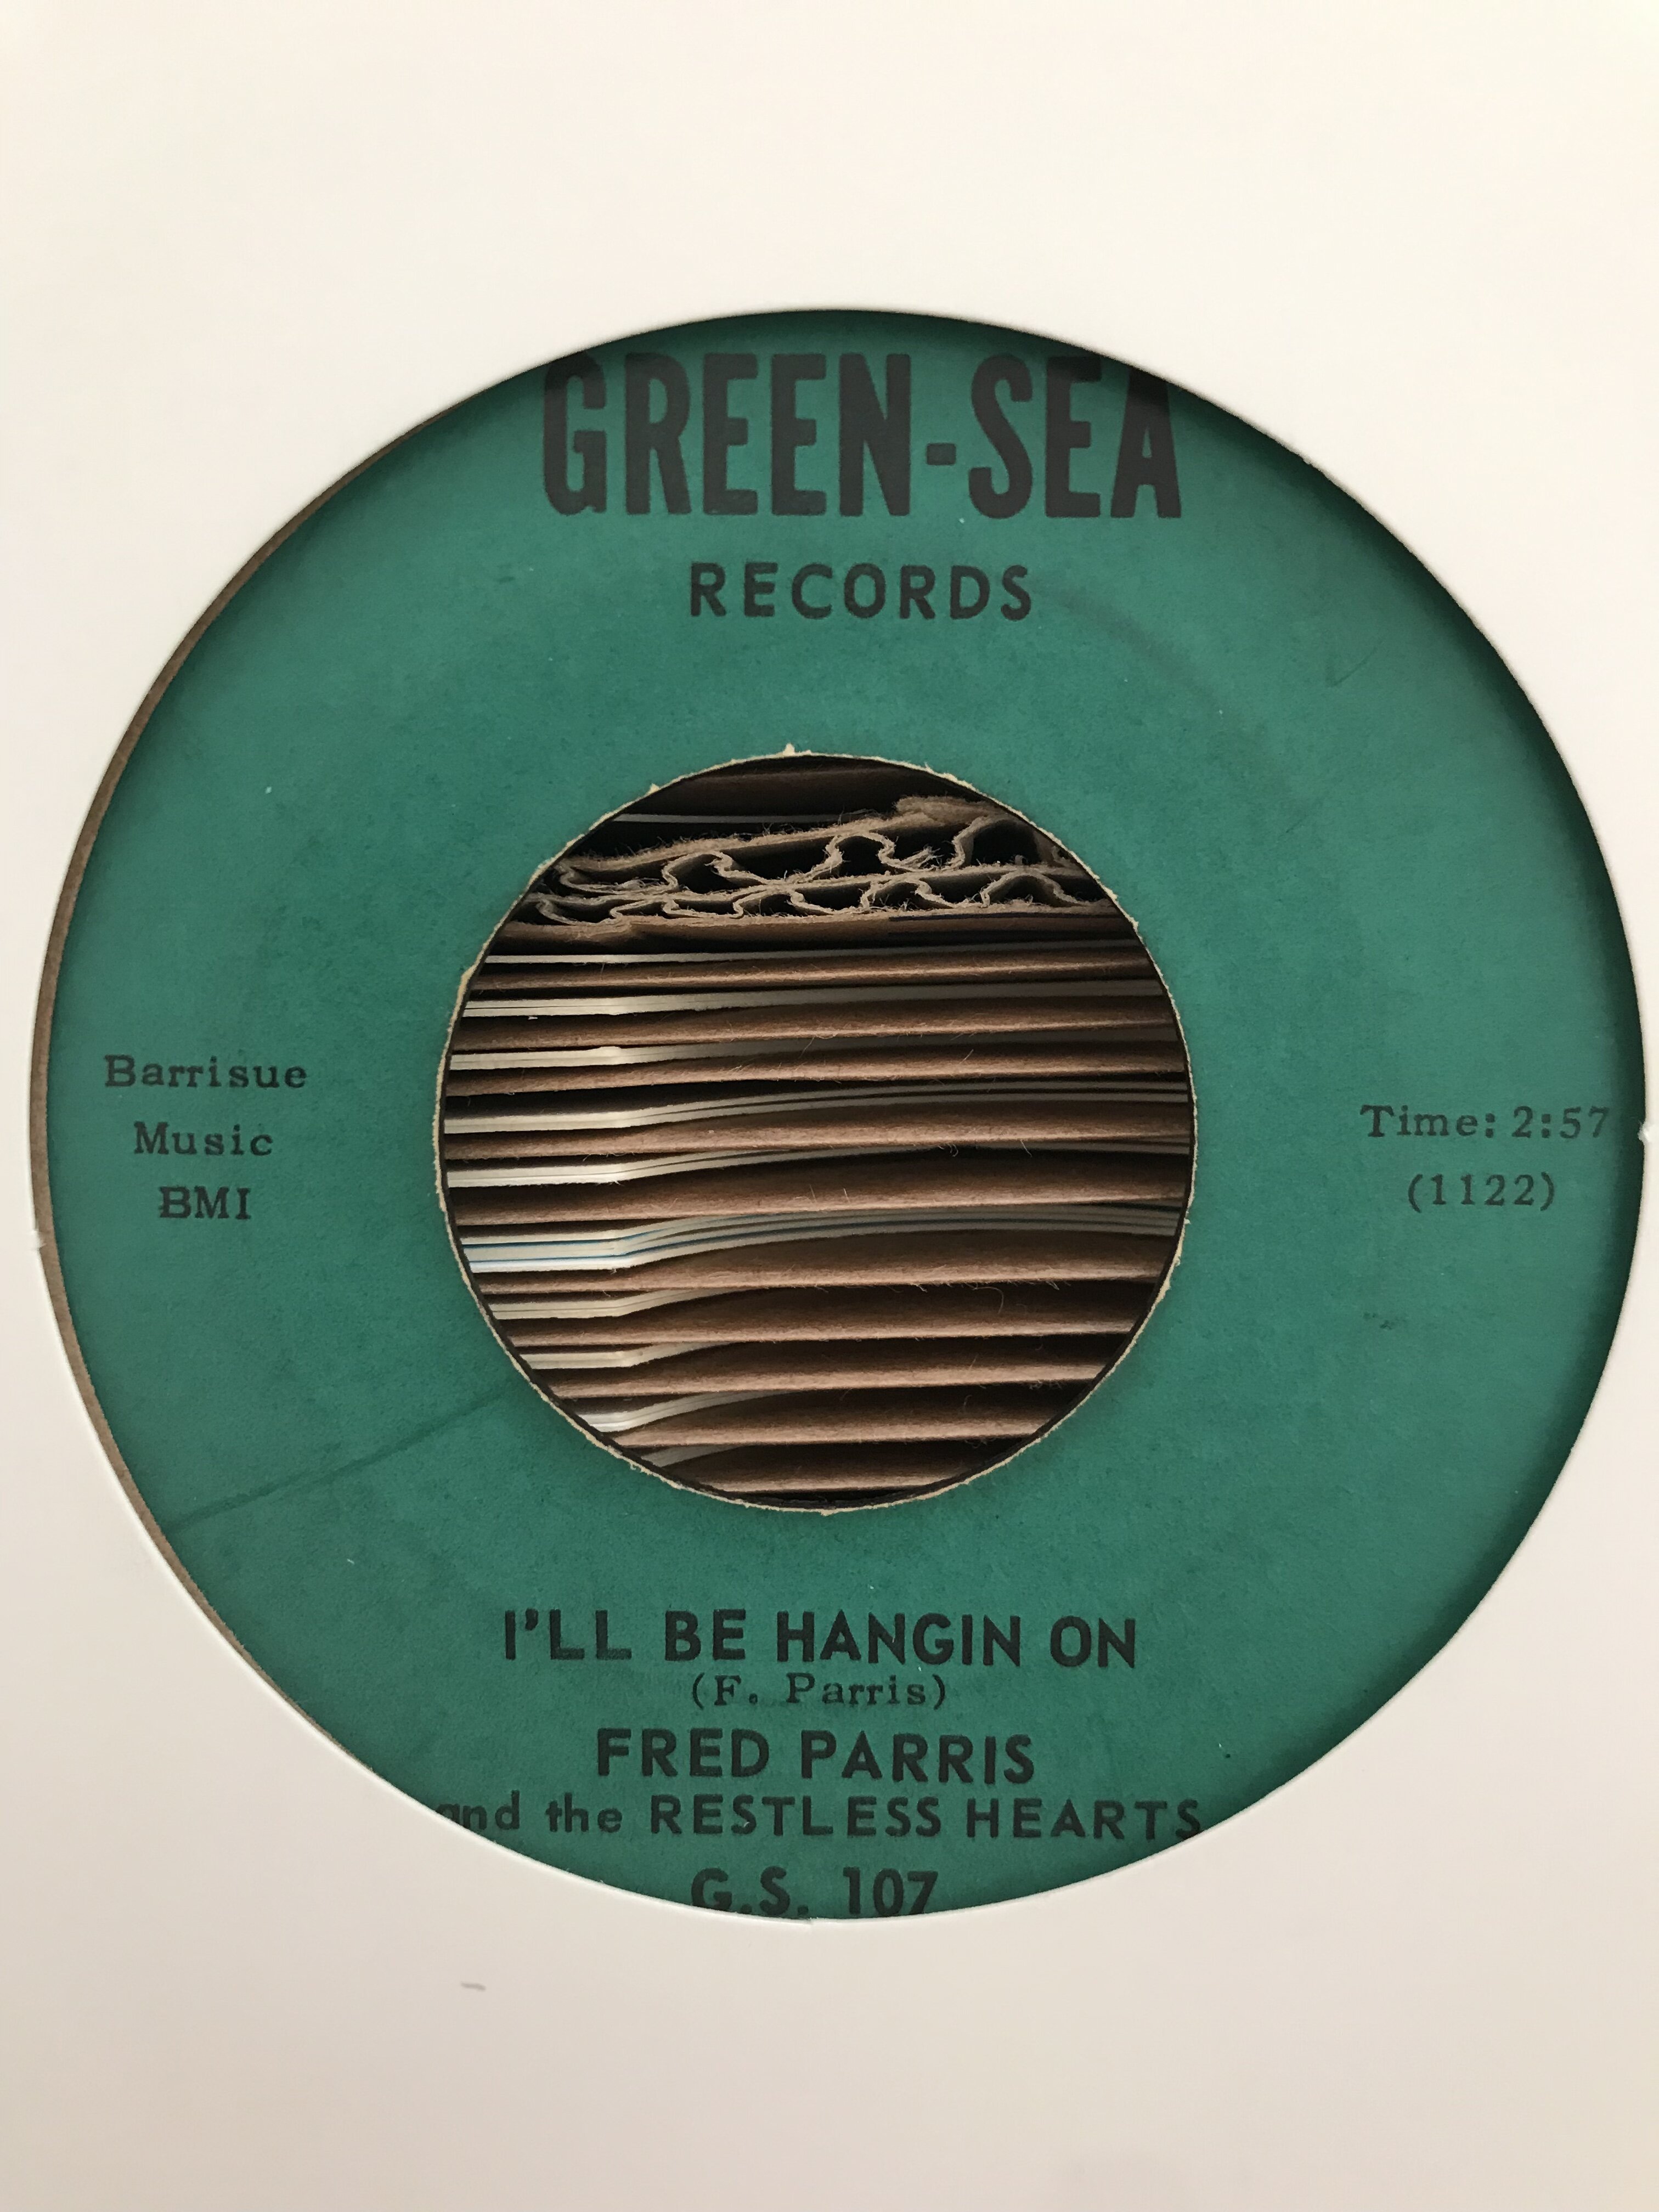 GREEN-SEA
RECORDS
Barrisue
Music
BMI
Time: 2:57
(1122)
I'LL BE HANGIN ON
(F. Parris)
FRED PARRIS
and the RESTLESS HEARTS
G.S. 107